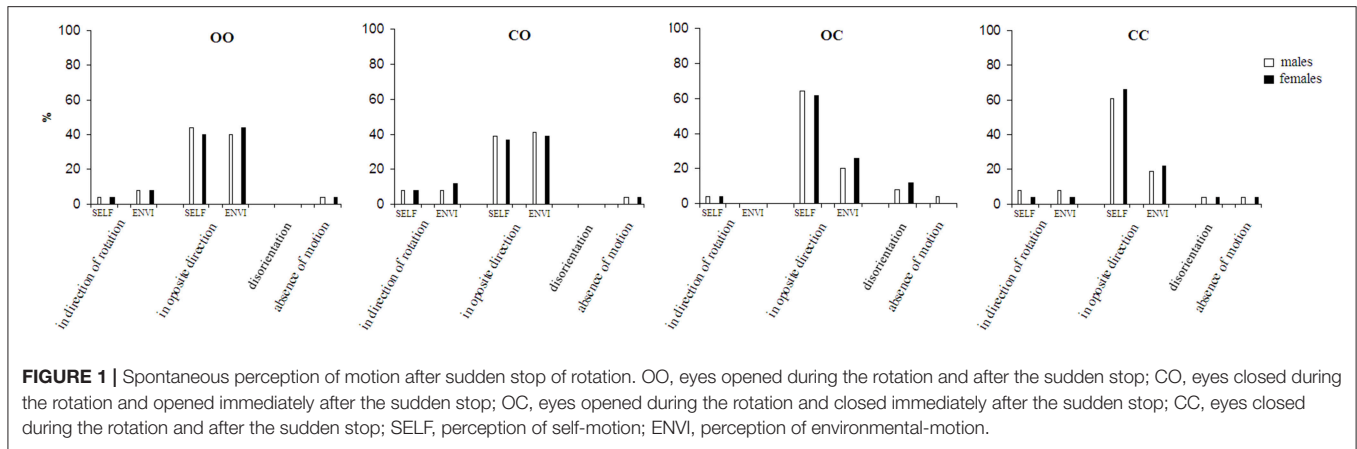 OO
CO
OC
CC
males
females
%
100
80
60
40
20
0
SELF
ENVI
SELF
ENVI
in direction of rotation
in oposite direction
disorientation
absence of motion
100
80
60
40
20
0
SELF
ENVI
SELF
ENVI
in direction of rotation
in oposite direction
disorientation
absence of motion
100
80
60
40
20
0
SELF
ENVI
SELF
ENVI
in direction of rotation
in oposite direction
disorientation
absence of motion
100
80
60
40
20
0
SELF
ENVI
SELF
ENVI
in direction of rotation
in oposite direction
disorientation
absence of motion
FIGURE 1 | Spontaneous perception of motion after sudden stop of rotation. OO, eyes opened during the rotation and after the sudden stop; CO, eyes closed during
the rotation and opened immediately after the sudden stop; OC, eyes opened during the rotation and closed immediately after the sudden stop; CC, eyes closed
during the rotation and after the sudden stop; SELF, perception of self-motion; ENVI, perception of environmental-motion.